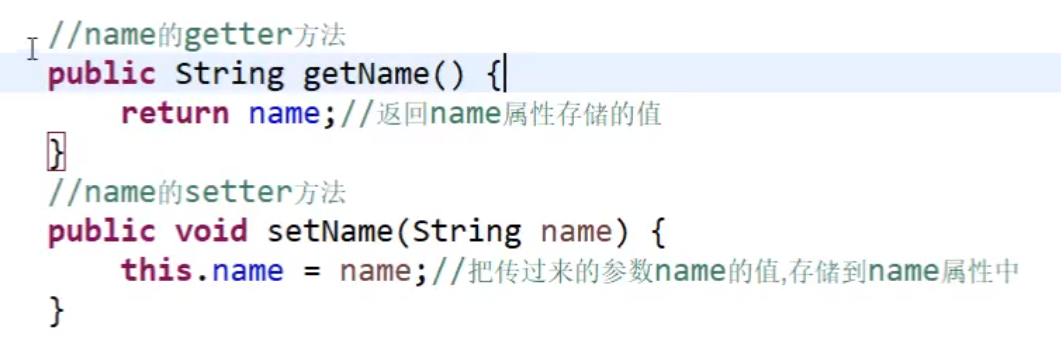 //name的getter方法
public String getName() {
return name;//返回name属性存储的值
}
//name的setter方法
public void setName(String name) {
this.name = name;//把传过来的参数name的值,存储到name属性中
}